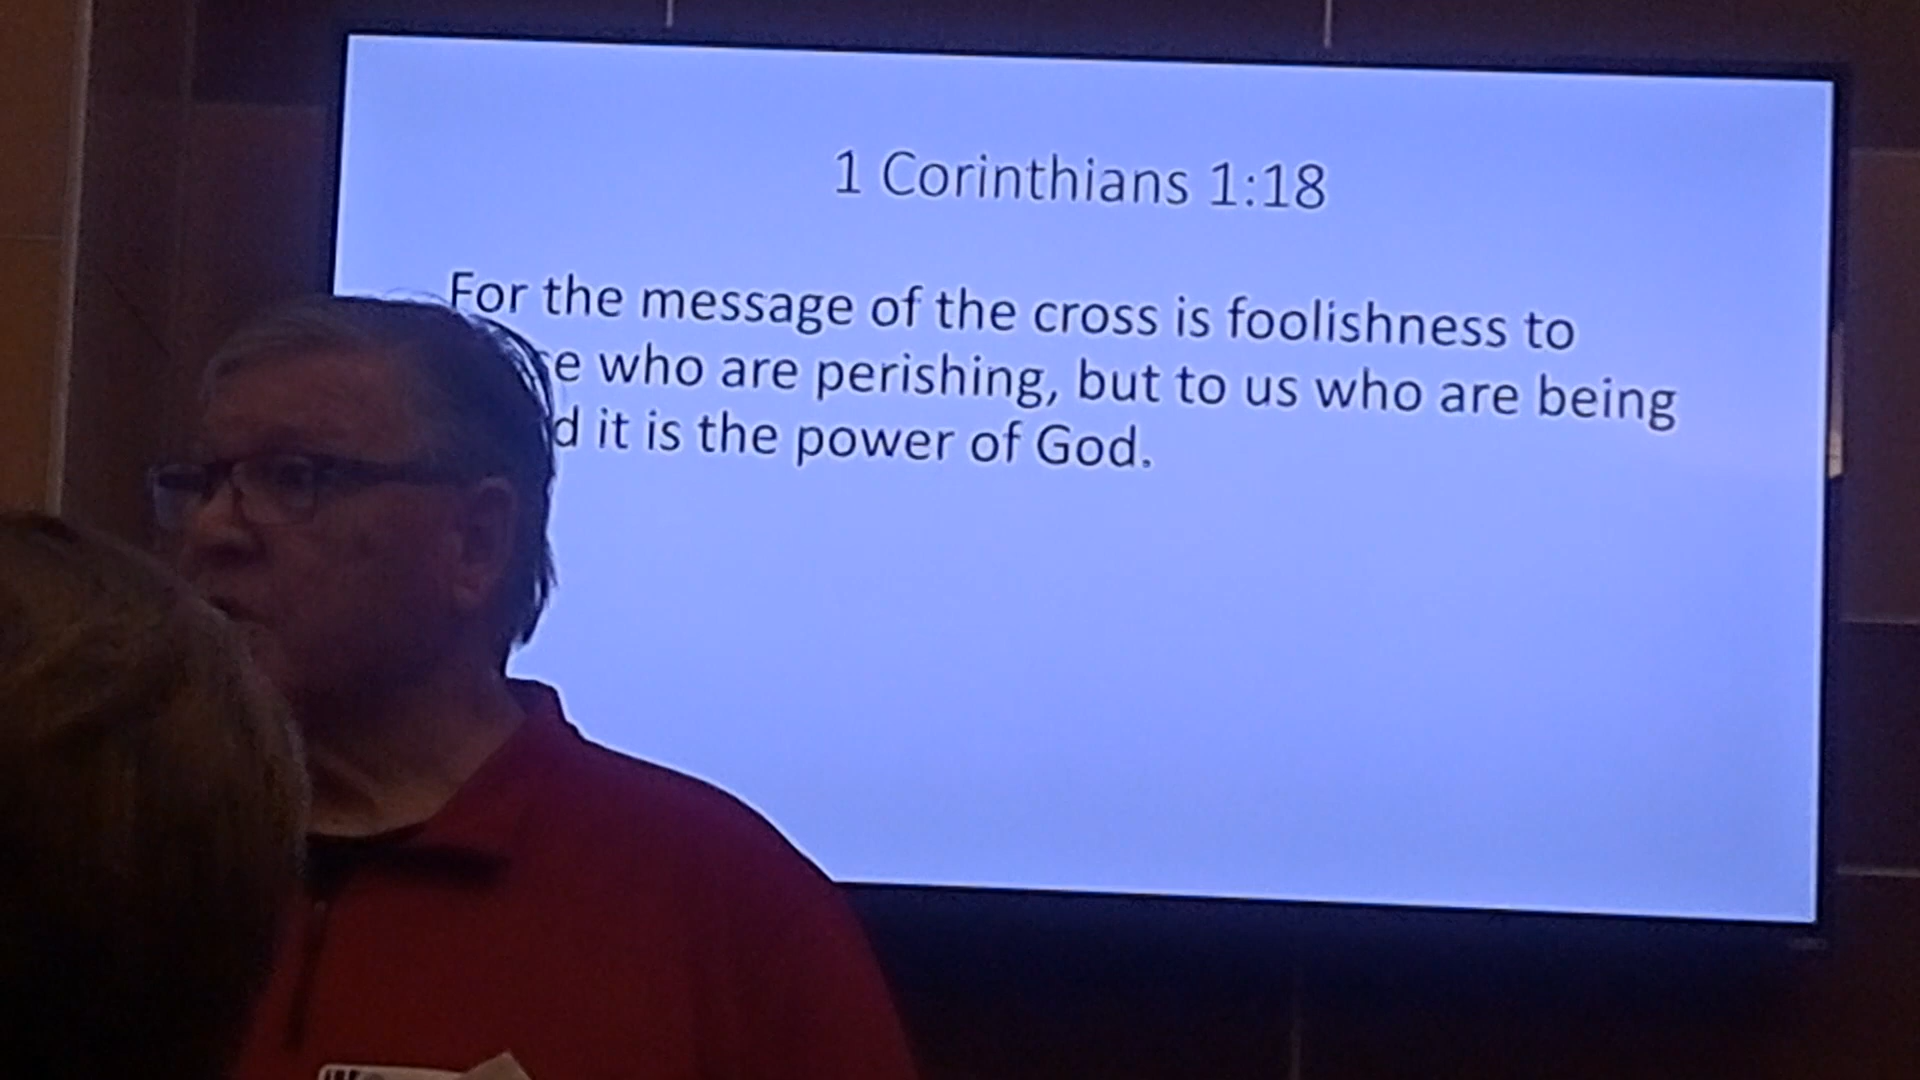 1 Corinthians 1:18
For the message of the cross is foolishness to
who are perishing, but to us who are being
it is the power of God.